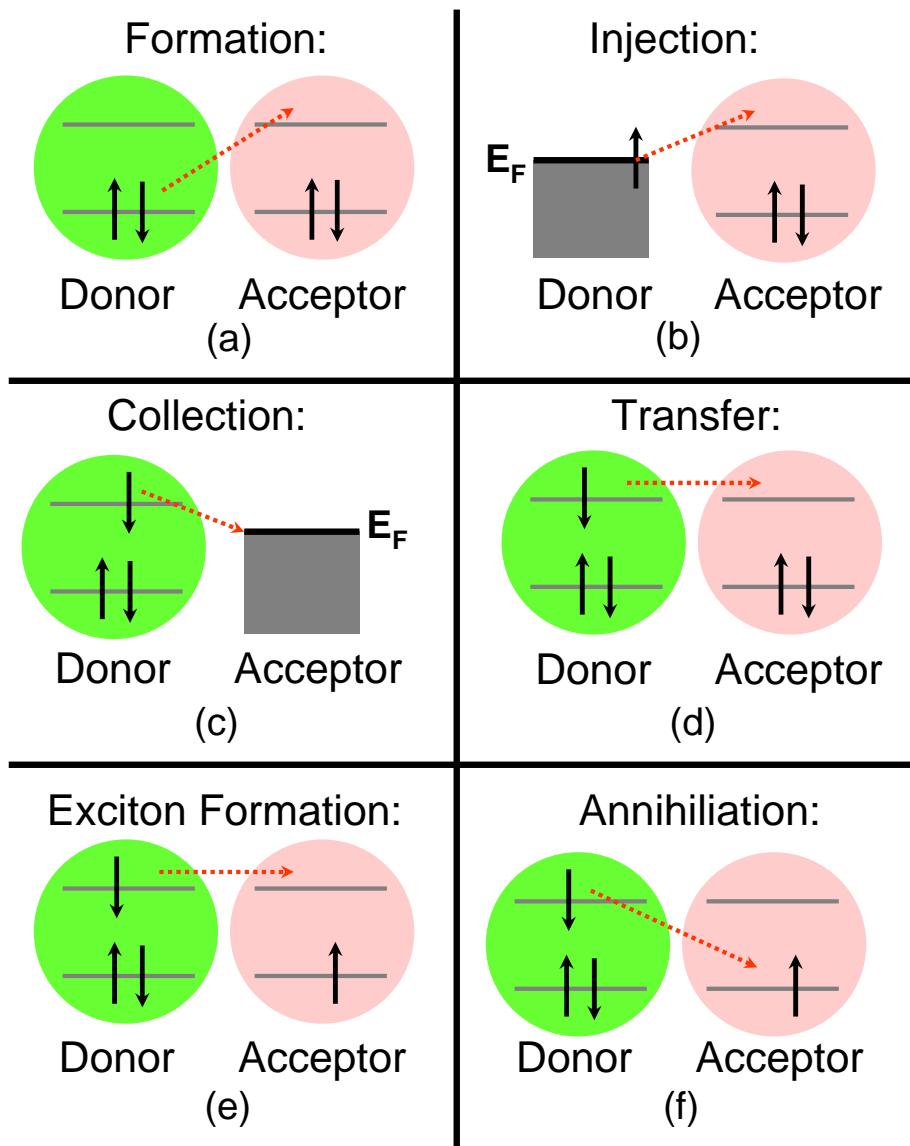 Formation:
Donor
Acceptor
(a)
Injection:
E_F
Donor
Acceptor
(b)
Collection:
E_F
Donor
Acceptor
(c)
Transfer:
Donor
Acceptor
(d)
Exciton Formation:
Donor
Acceptor
(e)
Annihiliation:
Donor
Acceptor
(f)